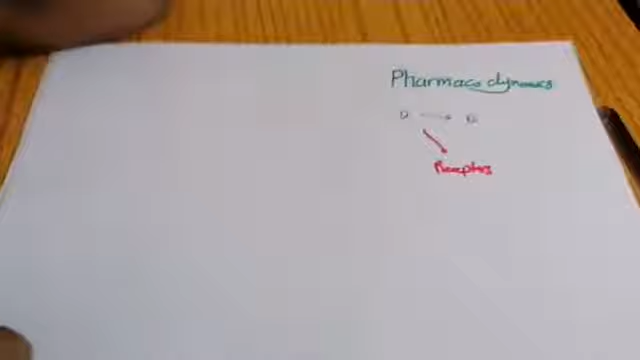 Pharmacodynamics
D → B
Receptors